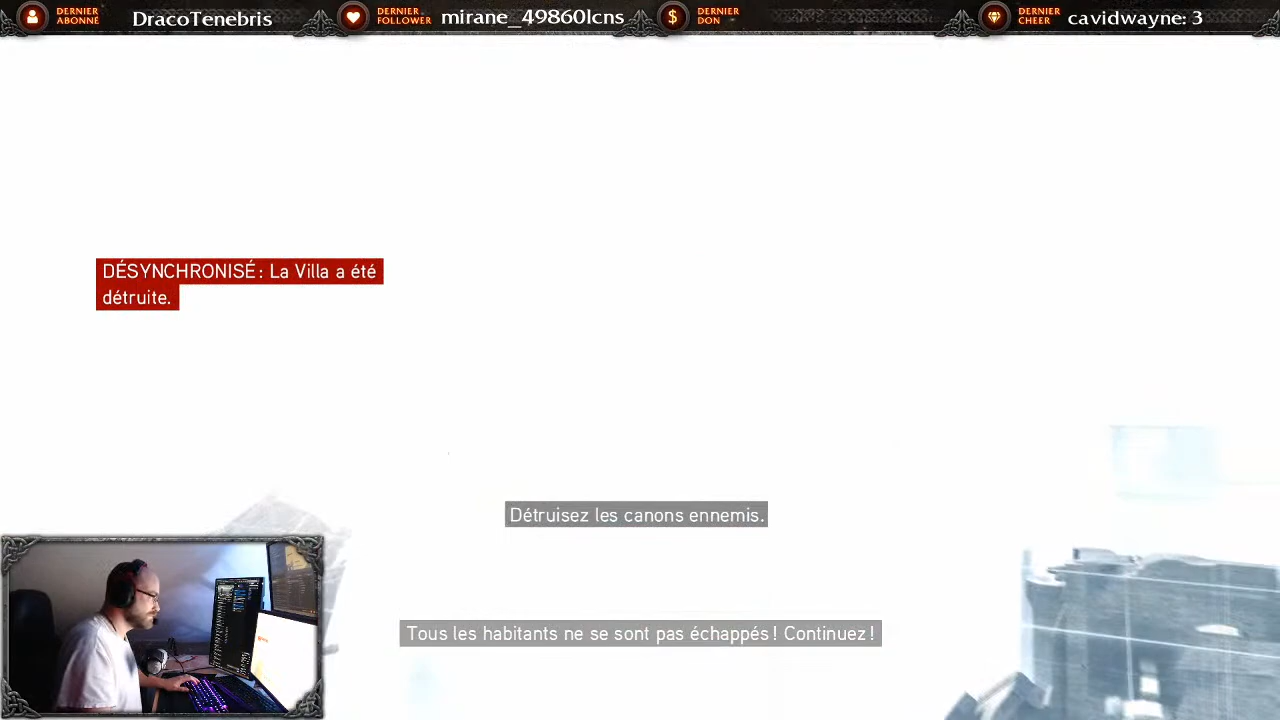 DERNIER
ABONNÉ
DracoTenebris
DERNIER
FOLLOWER
mirane_49860lcns
DERNIER
DON
DERNIER
CHEER
cavidwayne: 3
DÉSYNCHRONISÉ : La Villa a été
détruite.
Détruisez les canons ennemis.
Tous les habitants ne se sont pas échappés ! Continuez !